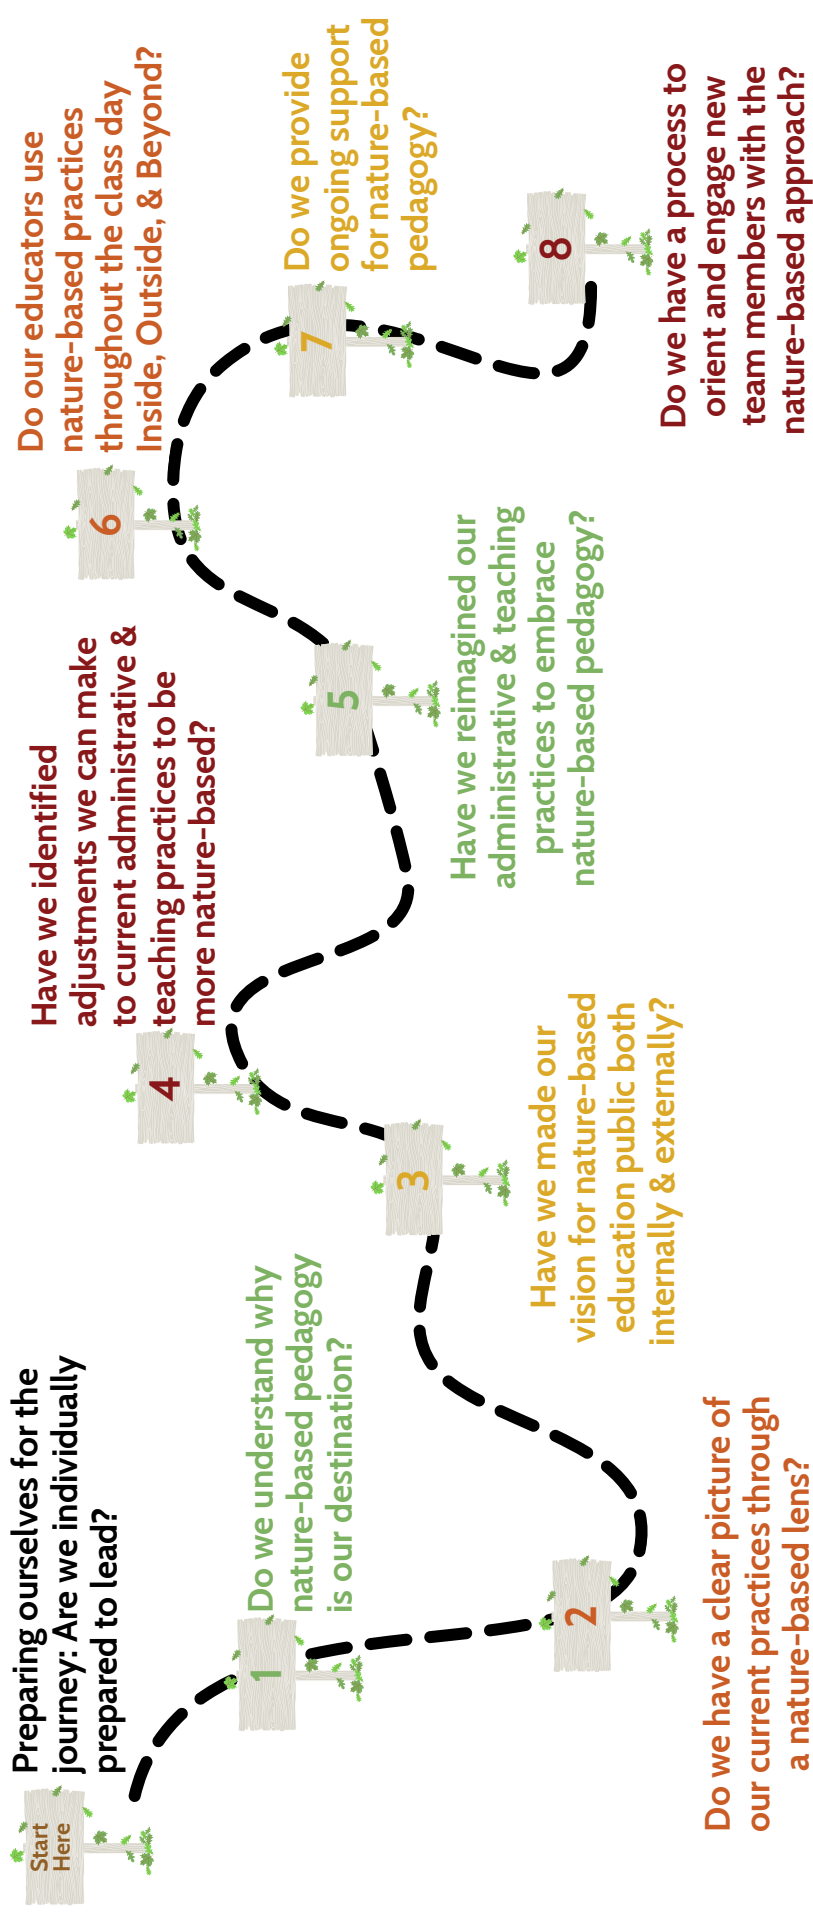 Start
Here
Preparing ourselves for the
journey: Are we individually
prepared to lead?
1
Do we understand why
nature-based pedagogy
is our destination?
2
Do we have a clear picture of
our current practices through
a nature-based lens?
3
Have we made our
vision for nature-based
education public both
internally & externally?
4
Have we identified
adjustments we can make
to current administrative &
teaching practices to be
more nature-based?
5
Have we reimagined our
administrative & teaching
practices to embrace
nature-based pedagogy?
6
Do our educators use
nature-based practices
throughout the class day
Inside, Outside, & Beyond?
7
Do we provide
ongoing support
for nature-based
pedagogy?
8
Do we have a process to
orient and engage new
team members with the
nature-based approach?